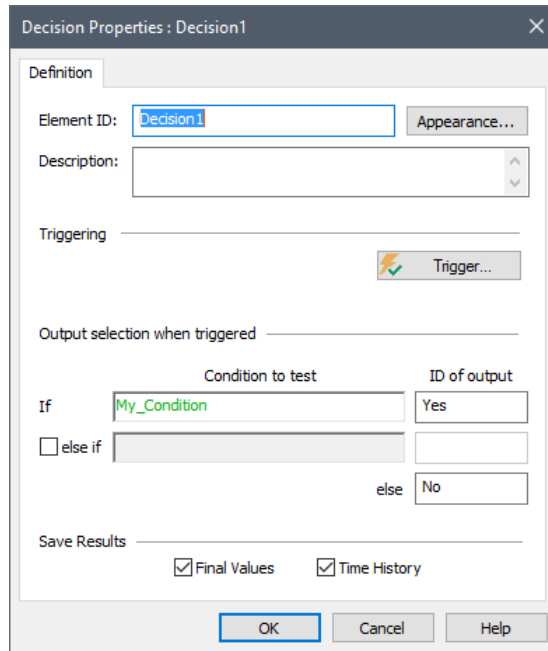 Decision Properties : Decision1
Definition
Element ID: Decision1 Appearance...
Description:
Triggering
Trigger...
Output selection when triggered
Condition to test ID of output
If My_Condition Yes
else if
else No
Save Results
Final Values Time History
OK Cancel Help